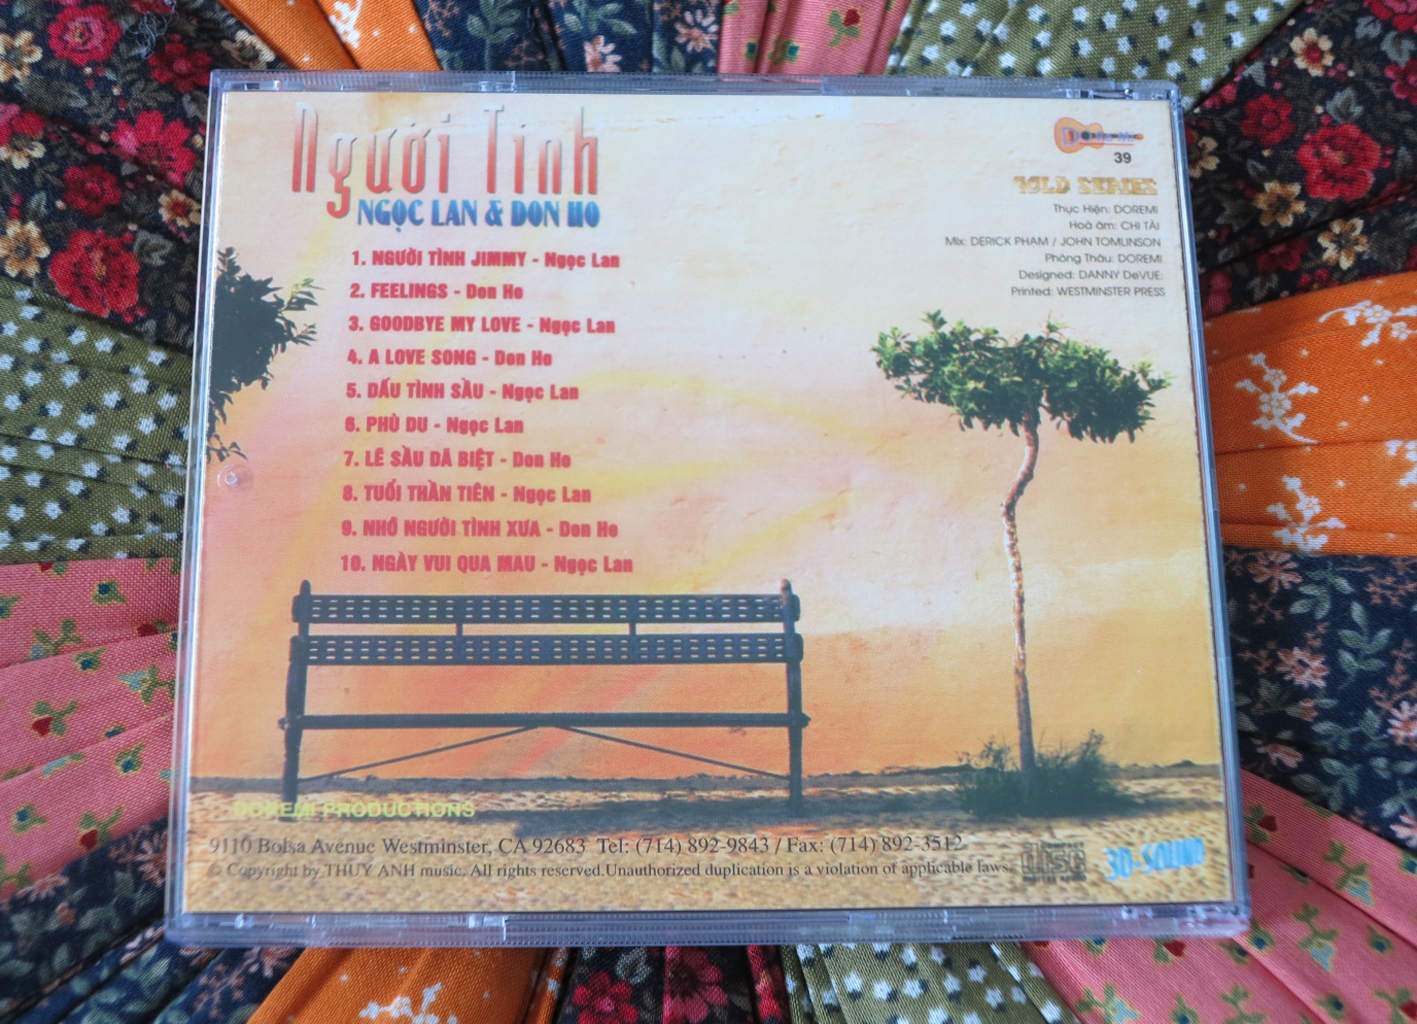 Người Tình
NGỌC LAN & DON HO
1. NGƯỜI TÌNH JIMMY - Ngọc Lan
2. FEELINGS - Don Ho
3. GOODBYE MY LOVE - Ngọc Lan
4. A LOVE SONG - Don Ho
5. DẤU TÌNH SẦU - Ngọc Lan
6. PHÙ DU - Ngọc Lan
7. LỆ SẦU DÃ BIỆT - Don Ho
8. TUỔI THẦN TIÊN - Ngọc Lan
9. NHỚ NGƯỜI TÌNH XƯA - Don Ho
10. NGÀY VUI QUA MAU - Ngọc Lan
39
GOLD SERIES
Thực Hiện: DOREMI
Hoà âm: CHI TÀI
Mix: DERICK PHAM / JOHN TOMLINSON
Phòng Thâu: DOREMI
Designed: DANNY DeVUE:
Printed: WESTMINSTER PRESS
DOREMI PRODUCTIONS
9110 Bolsa Avenue Westminster, CA 92683 Tel: (714) 892-9843 / Fax: (714) 892-3512
© Copyright by THUY ANH music. All rights reserved.Unauthorized duplication is a violation of applicable laws.
DISC
3D-SOUND